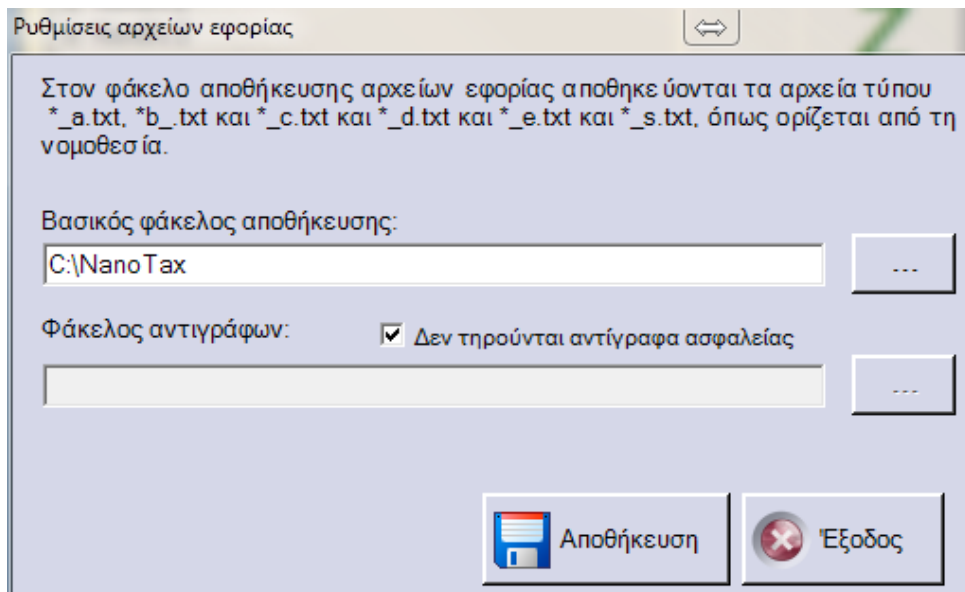 Ρυθμίσεις αρχείων εφορίας
Στον φάκελο αποθήκευσης αρχείων εφορίας αποθηκεύονται τα αρχεία τύπου
*_a.txt, *b_.txt και *_c.txt και *_d.txt και *_e.txt και *_s.txt, όπως ορίζεται από τη
νομοθεσία.
Βασικός φάκελος αποθήκευσης:
C:\NanoTax
...
Φάκελος αντιγράφων:
Δεν τηρούνται αντίγραφα ασφαλείας
...
Αποθήκευση
Έξοδος